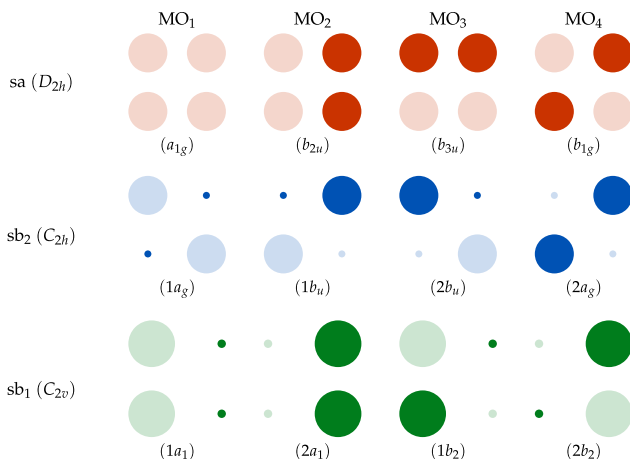 MO₁ MO₂ MO₃ MO₄
sa (D₂ₕ)
(a₁g) (b₂ᵤ) (b₃ᵤ) (b₁g)
sb₂ (C₂ₕ)
(1ag) (1bᵤ) (2bᵤ) (2ag)
sb₁ (C₂ᵥ)
(1a₁) (2a₁) (1b₂) (2b₂)